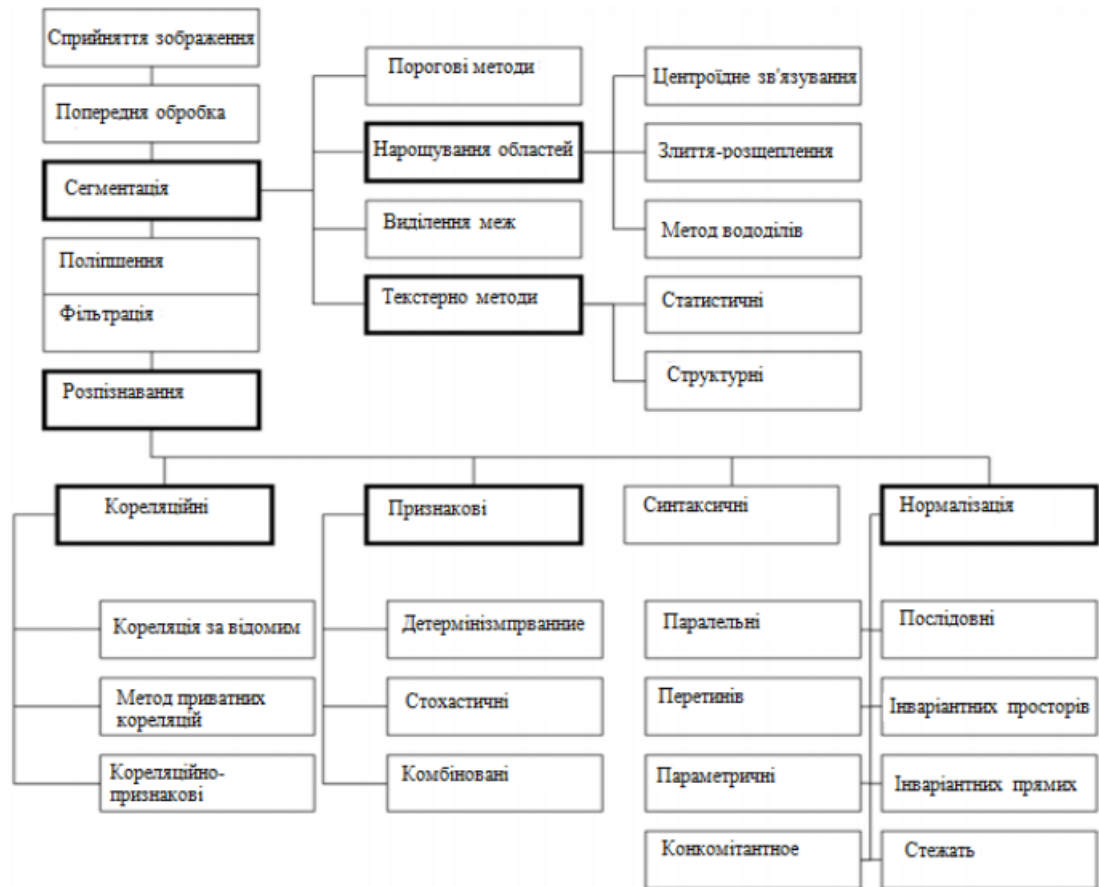 Сприйняття зображення
Попередня обробка
Сегментація
Поліпшення
Фільтрація
Розпізнавання
Порогові методи
Нарощування областей
Виділення меж
Текстерно методи
Центроїдне зв'язування
Злиття-розщеплення
Метод вододілів
Статистичні
Структурні
Кореляційні
Признакові
Синтаксичні
Нормалізація
Кореляція за відомим
Метод приватних
кореляцій
Кореляційно-
признакові
Детермінізмпрванние
Стохастичні
Комбіновані
Паралельні
Перетинів
Параметричні
Конкомітантное
Послідовні
Інваріантних просторів
Інваріантних прямих
Стежать